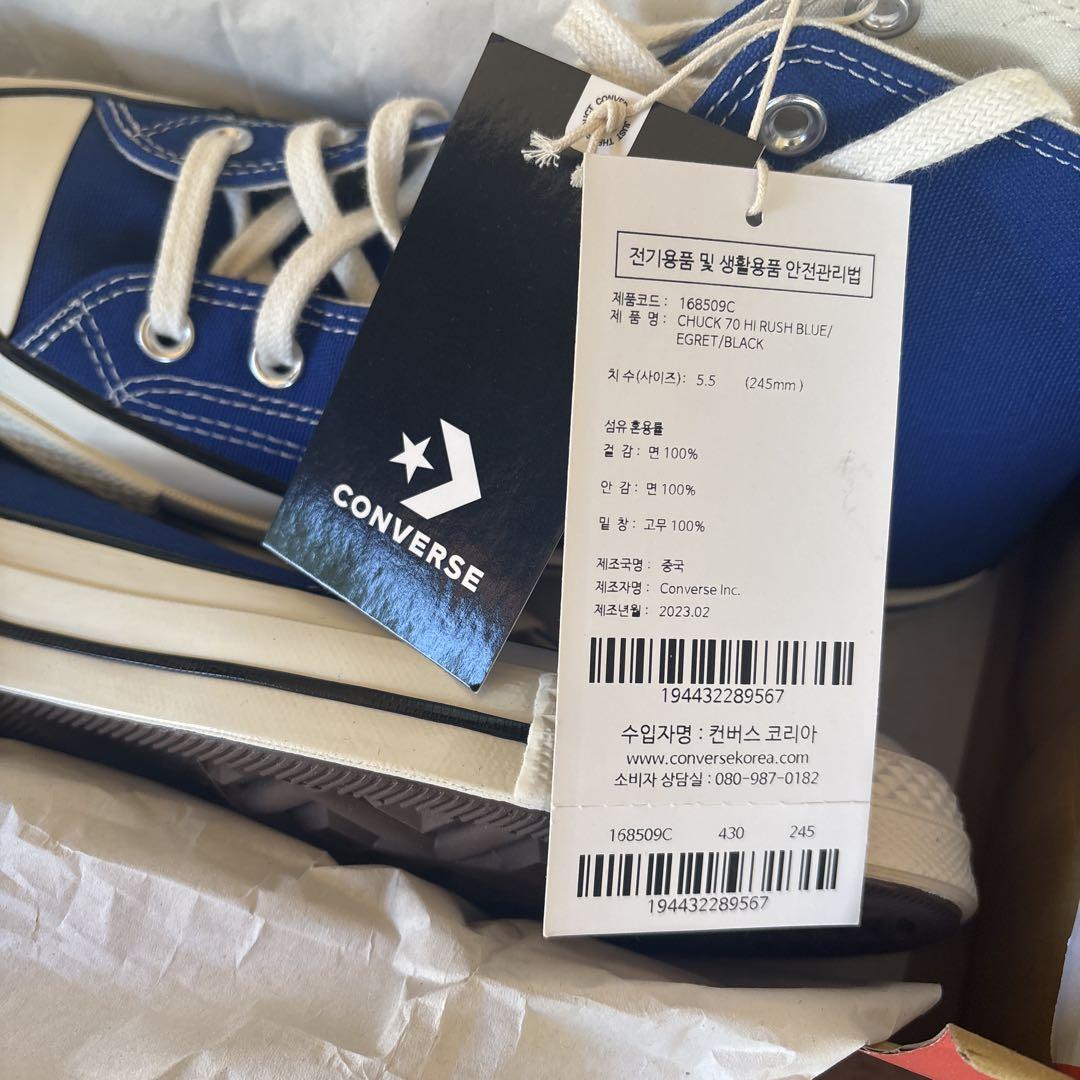 CONVERSE
전기용품 및 생활용품 안전관리법
제품코드 : 168509C
제 품 명 : CHUCK 70 HI RUSH BLUE/
EGRET/BLACK
치 수(사이즈) : 5.5 (245mm)
섬유 혼용률
겉 감 : 면 100%
안 감 : 면 100%
밑 창 : 고무 100%
제조국명 : 중국
제조자명 : Converse Inc.
제조년월 : 2023.02
194432289567
수입자명 : 컨버스 코리아
www.conversekorea.com
소비자 상담실 : 080-987-0182
168509C 430 245
194432289567